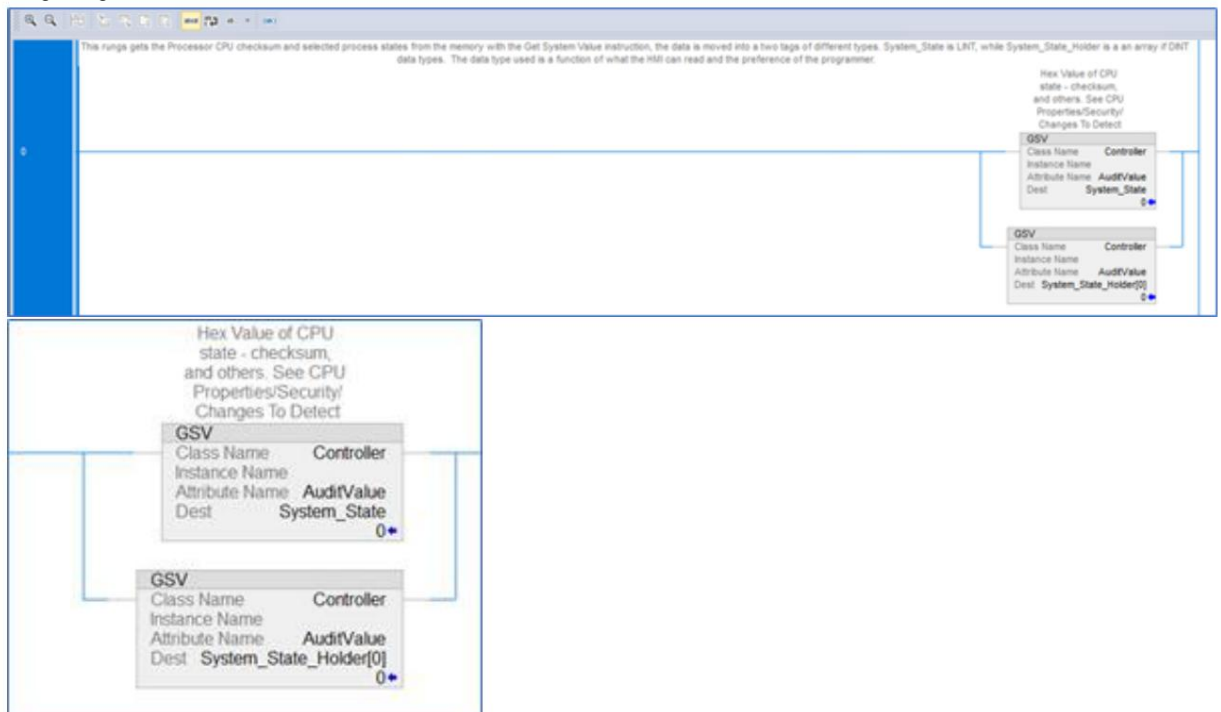 This rungs gets the Processor CPU checksum and selected process states from the memory with the Get System Value instruction, the data is moved into a two tags of different types. System_State is LINT, while System_State_Holder is a an array if DINT
data types. The data type used is a function of what the HMI can read and the preference of the programmer.
Hex Value of CPU
state - checksum,
and others. See CPU
Properties/Security/
Changes To Detect
0
GSV
Class Name Controller
Instance Name
Attribute Name AuditValue
Dest System_State
0
GSV
Class Name Controller
Instance Name
Attribute Name AuditValue
Dest System_State_Holder[0]
0
Hex Value of CPU
state - checksum,
and others. See CPU
Properties/Security/
Changes To Detect
GSV
Class Name Controller
Instance Name
Attribute Name AuditValue
Dest System_State
0
GSV
Class Name Controller
Instance Name
Attribute Name AuditValue
Dest System_State_Holder[0]
0